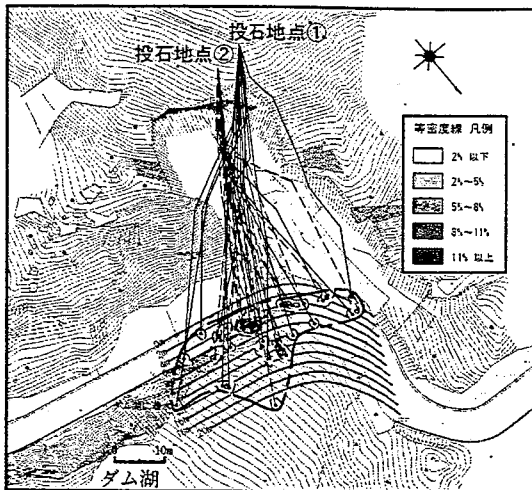 投石地点①
投石地点②
等密度線 凡例
2% 以下
2%～5%
5%～8%
8%～11%
11% 以上
0 10m
ダム湖